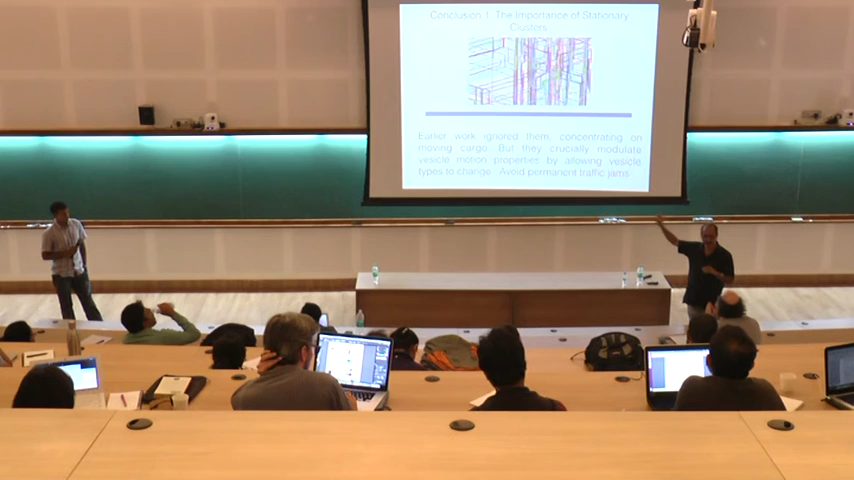 Conclusion 1: The Importance of Stationary
Clusters
Earlier work ignored them, concentrating on
moving cargo. But they crucially modulate
vesicle motion properties by allowing vesicle
types to change. Avoid permanent traffic jams